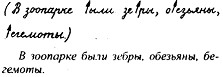 (В зоопарке были зебры, обезьяны,
бегемоты.)
В зоопарке были зебры, обезьяны, бе-
гемоты.